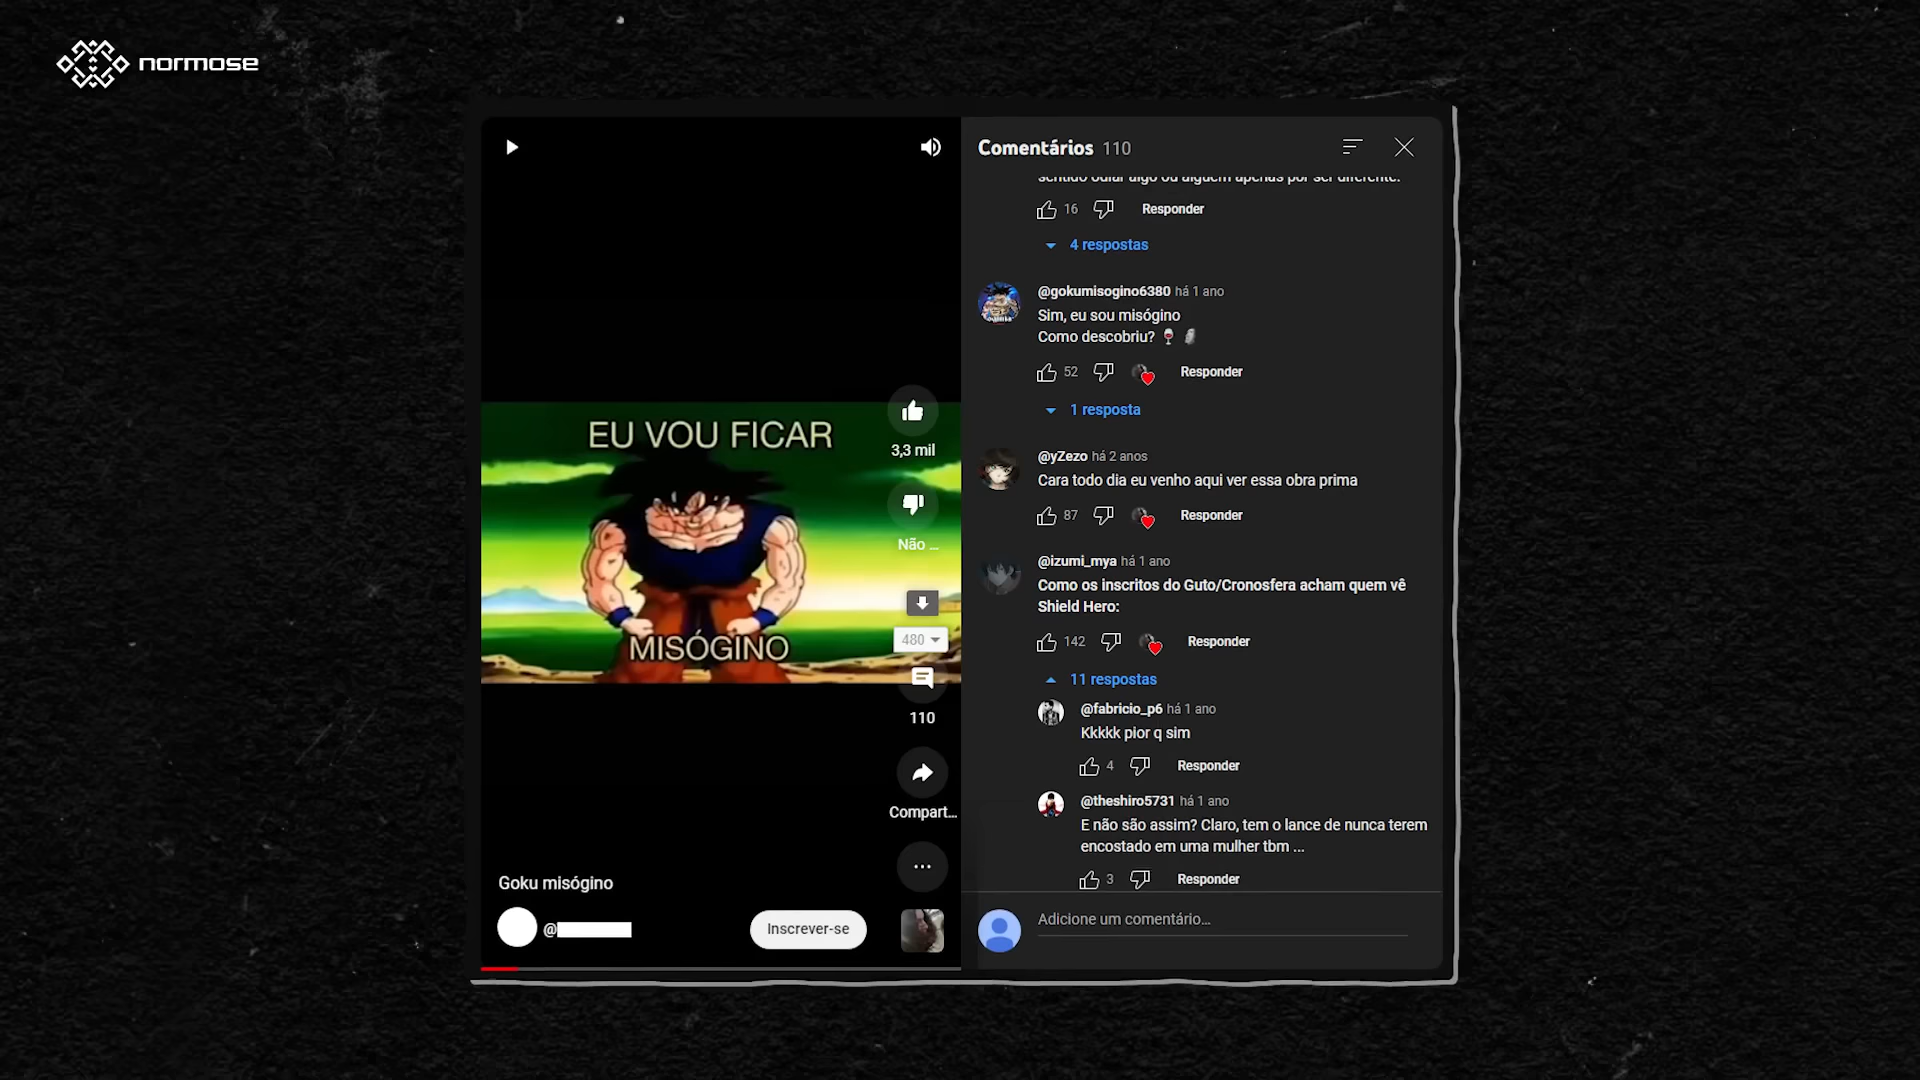 normose
EU VOU FICAR
MISÓGINO
3,3 mil
Não ...
480
110
Compart...
Goku misógino
@
Inscrever-se
Comentários 110
sentido odiar algo ou alguém apenas por ser diferente.
16 Responder
4 respostas
@gokumisogino6380 há 1 ano
Sim, eu sou misógino
Como descobriu? 🍷🗿
52 Responder
1 resposta
@yZezo há 2 anos
Cara todo dia eu venho aqui ver essa obra prima
87 Responder
@izumi_mya há 1 ano
Como os inscritos do Guto/Cronosfera acham quem vê
Shield Hero:
142 Responder
11 respostas
@fabricio_p6 há 1 ano
Kkkkk pior q sim
4 Responder
@theshiro5731 há 1 ano
E não são assim? Claro, tem o lance de nunca terem
encostado em uma mulher tbm ...
3 Responder
Adicione um comentário...